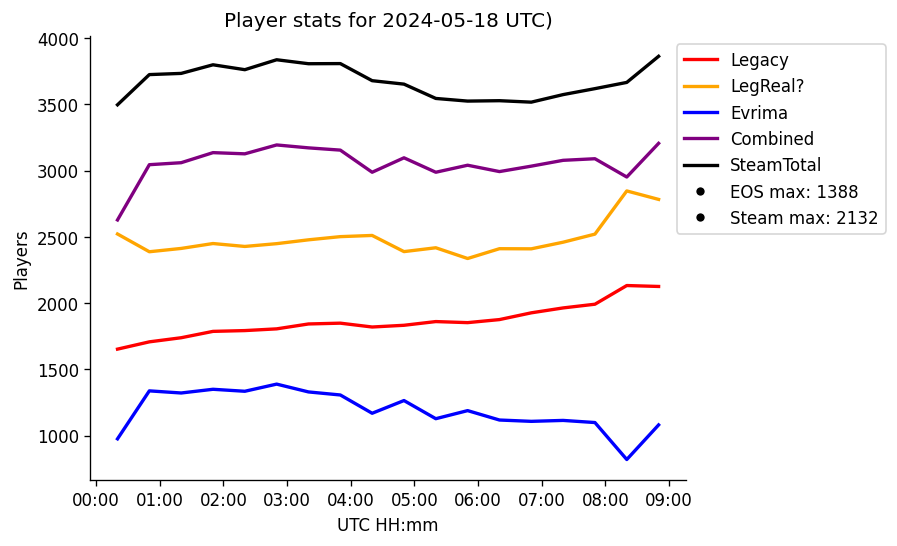 Player stats for 2024-05-18 UTC)
4000
3500
3000
2500
2000
1500
1000
Players
00:00 01:00 02:00 03:00 04:00 05:00 06:00 07:00 08:00 09:00
UTC HH:mm
Legacy
LegReal?
Evrima
Combined
SteamTotal
EOS max: 1388
Steam max: 2132